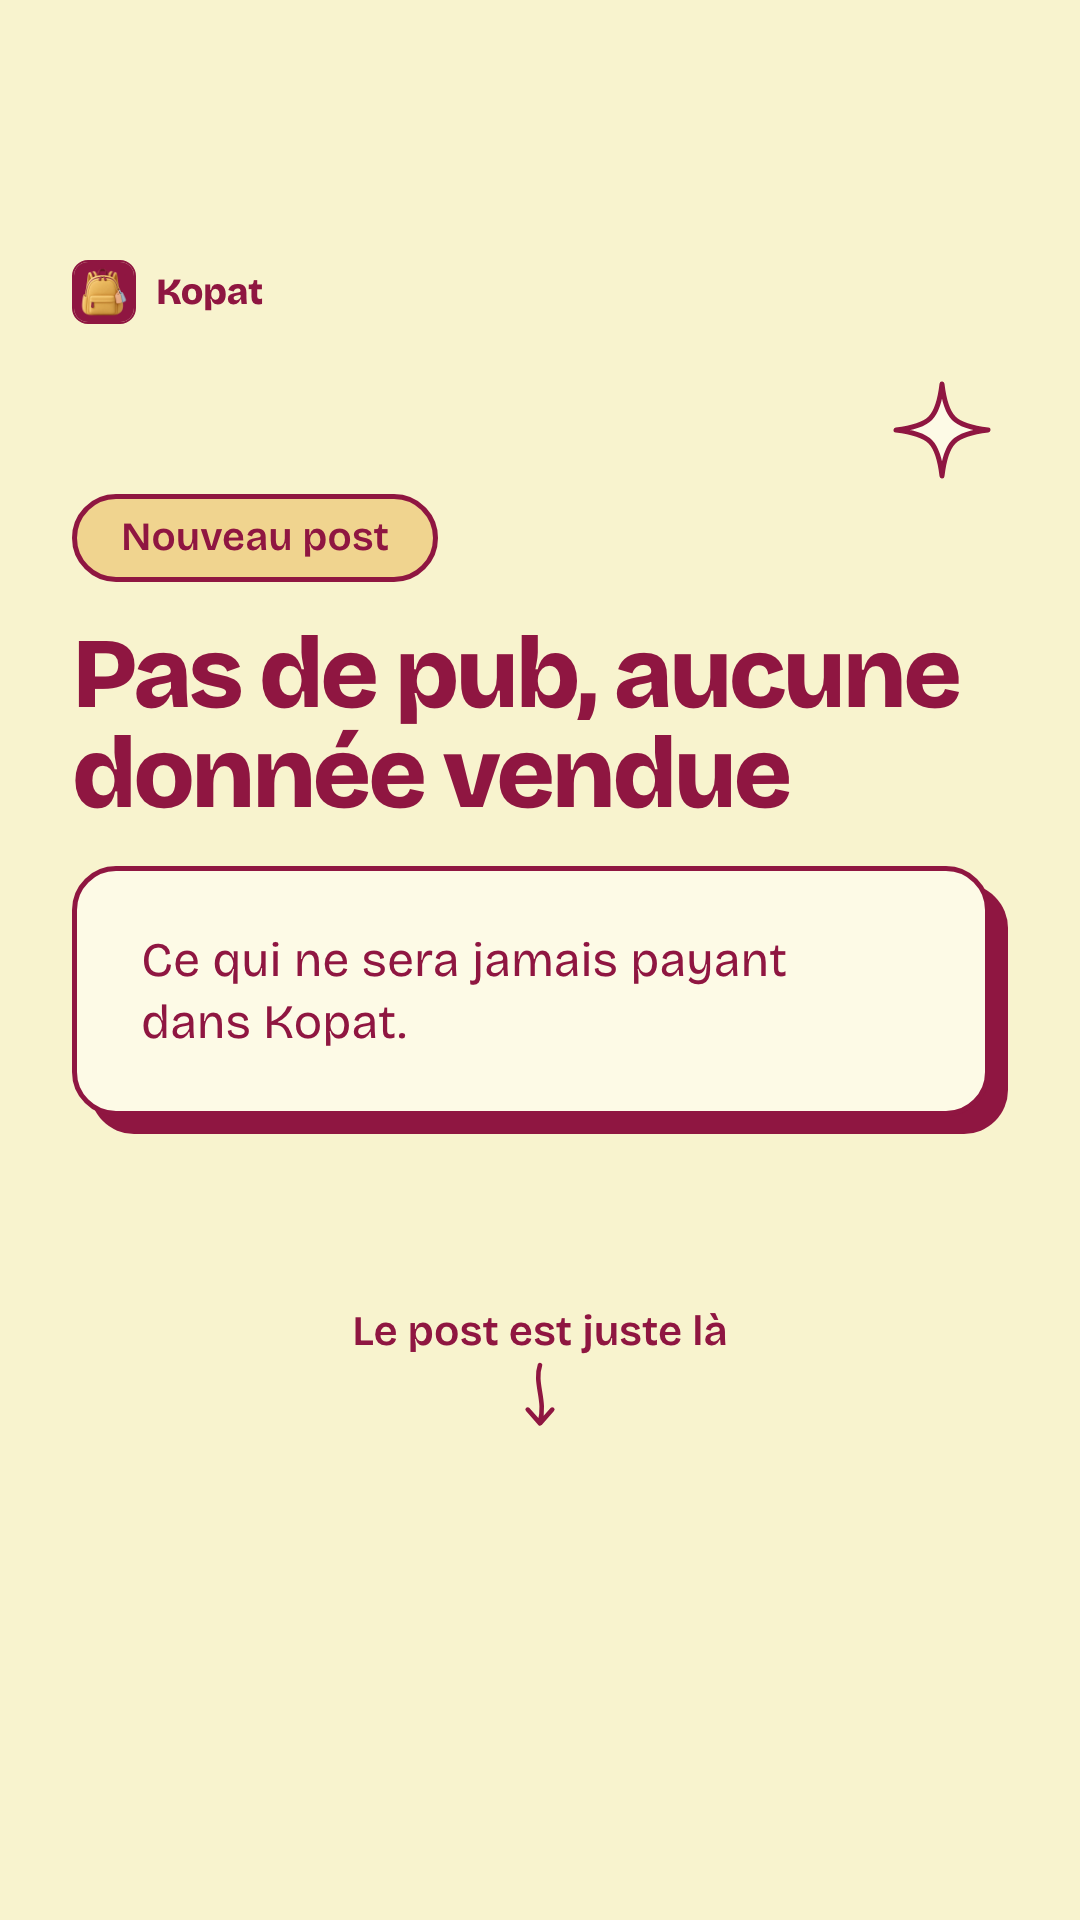 Kopat
Nouveau post
Pas de pub, aucune
donnée vendue
Ce qui ne sera jamais payant
dans Kopat.
Le post est juste là